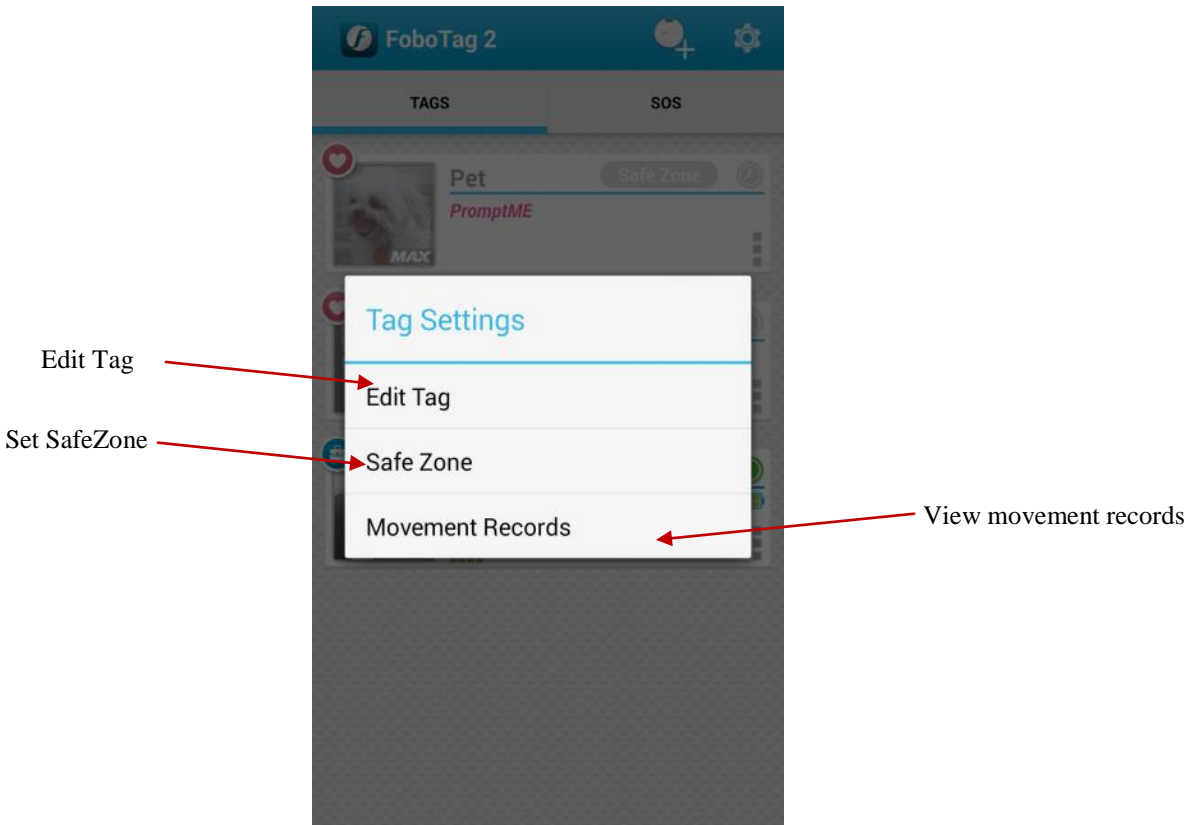 FoboTag 2
TAGS
SOS
Pet
Safe Zone
PromptME
MAX
Tag Settings
Edit Tag
Edit Tag
Set SafeZone
Safe Zone
Movement Records
View movement records